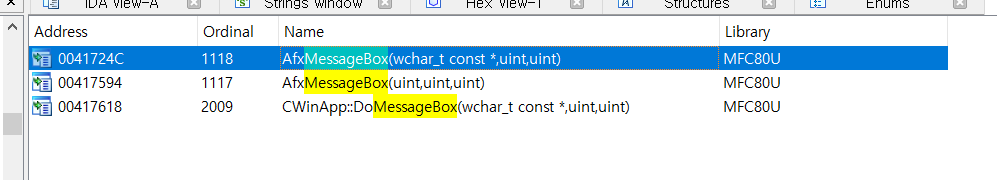 IDA View-A Strings window Hex View-1 Structures Enums
Address Ordinal Name Library
0041724C 1118 AfxMessageBox(wchar_t const *,uint,uint) MFC80U
00417594 1117 AfxMessageBox(uint,uint,uint) MFC80U
00417618 2009 CWinApp::DoMessageBox(wchar_t const *,uint,uint) MFC80U